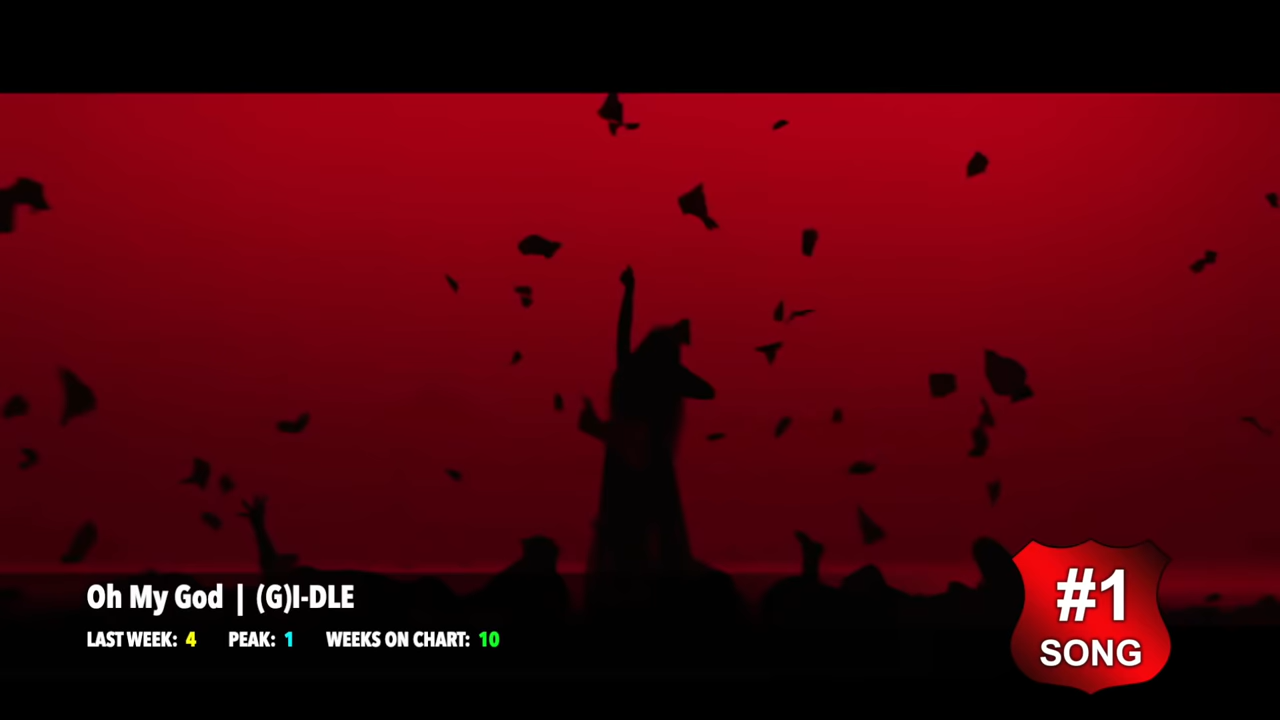 Oh My God | (G)I-DLE
LAST WEEK: 4 PEAK: 1 WEEKS ON CHART: 10
#1
SONG